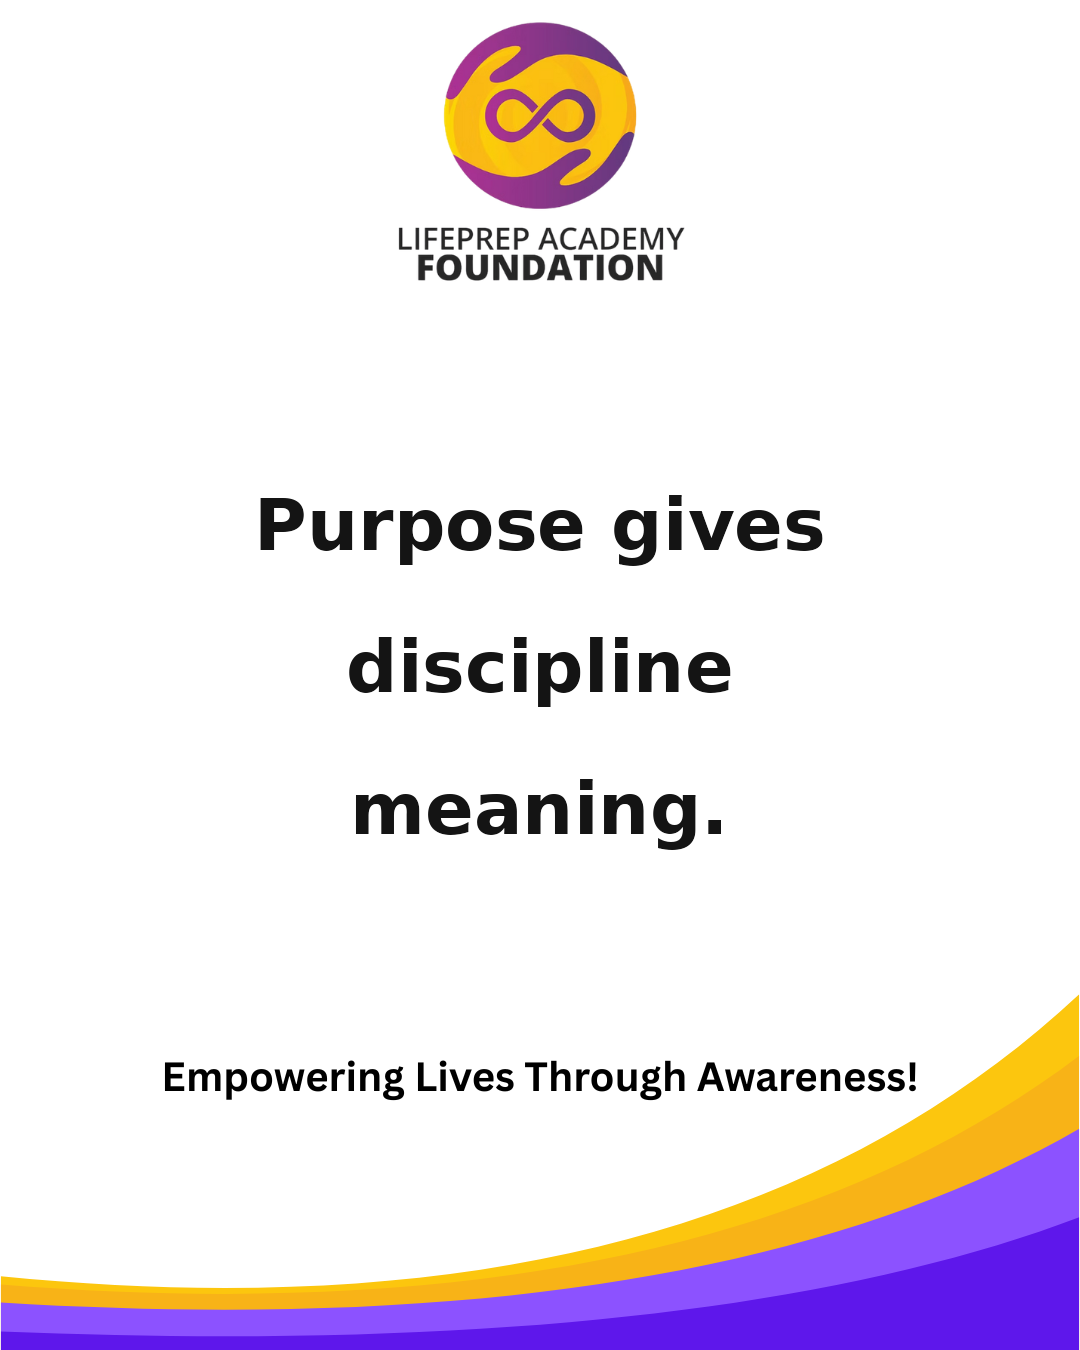 LIFEPREP ACADEMY
FOUNDATION
Purpose gives
discipline
meaning.
Empowering Lives Through Awareness!